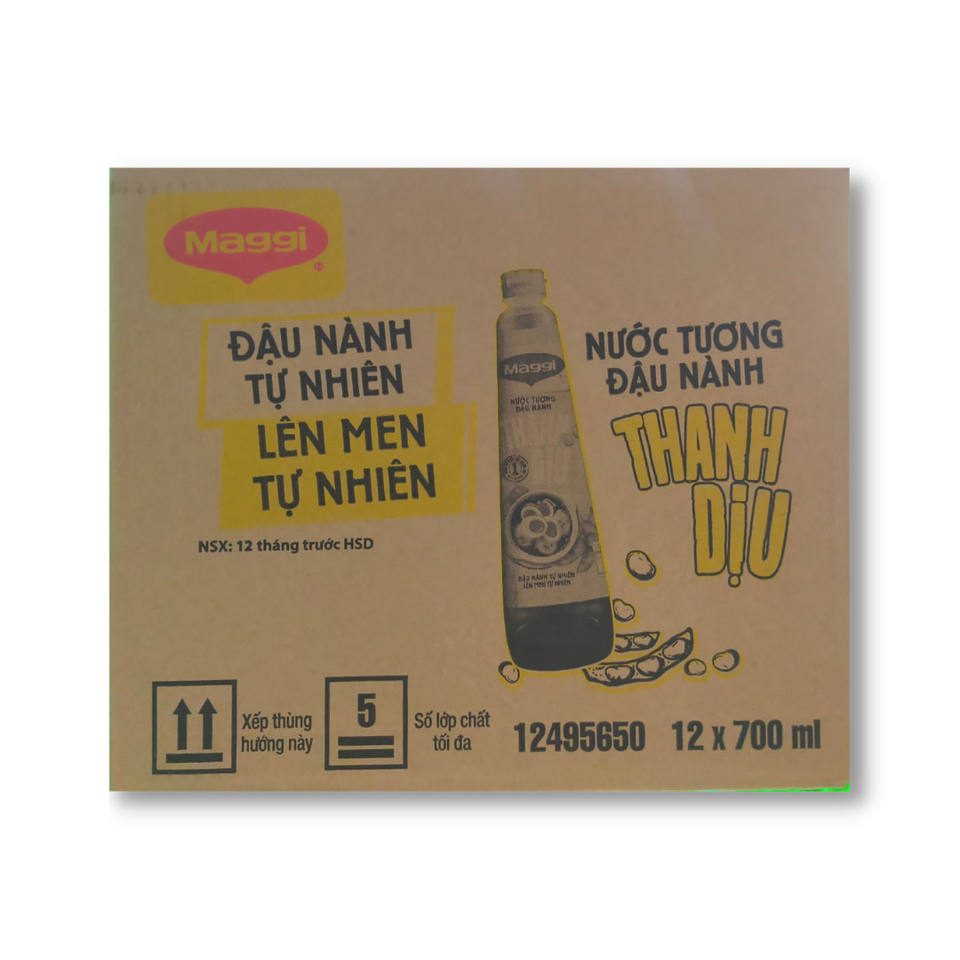 Maggi
ĐẬU NÀNH
TỰ NHIÊN
LÊN MEN
TỰ NHIÊN
NSX: 12 tháng trước HSD
Maggi
NƯỚC TƯƠNG
ĐẬU NÀNH
THANH
ĐẬU NÀNH TỰ NHIÊN
LÊN MEN TỰ NHIÊN
NƯỚC TƯƠNG
ĐẬU NÀNH
THANH
DỊU
Xếp thùng
hướng này
5
Số lớp chất
tối đa
12495650
12 x 700 ml